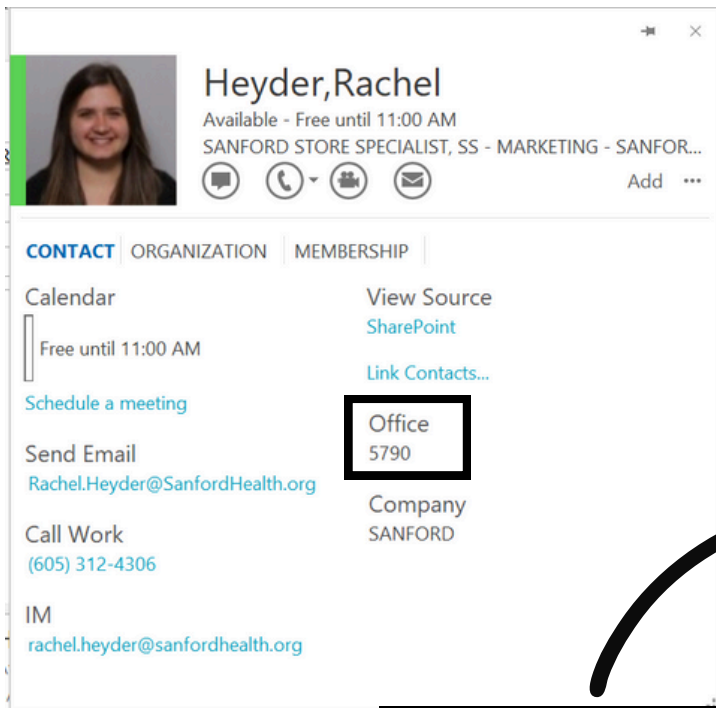 Heyder,Rachel
Available - Free until 11:00 AM
SANFORD STORE SPECIALIST, SS - MARKETING - SANFOR...
Add
CONTACT ORGANIZATION MEMBERSHIP
Calendar
Free until 11:00 AM
Schedule a meeting
Send Email
Rachel.Heyder@SanfordHealth.org
Call Work
(605) 312-4306
IM
rachel.heyder@sanfordhealth.org
View Source
SharePoint
Link Contacts...
Office
5790
Company
SANFORD